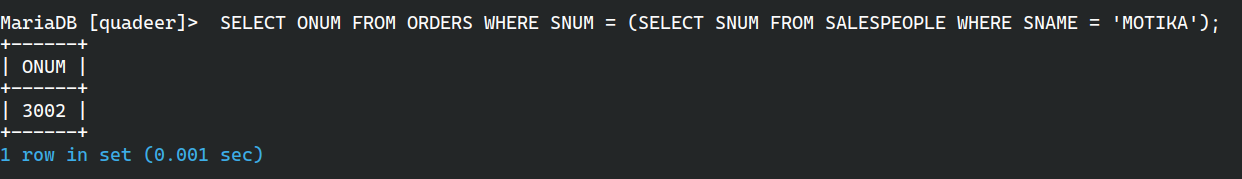 MariaDB [quadeer]>  SELECT ONUM FROM ORDERS WHERE SNUM = (SELECT SNUM FROM SALESPEOPLE WHERE SNAME = 'MOTIKA');
+------+
| ONUM |
+------+
| 3002 |
+------+
1 row in set (0.001 sec)